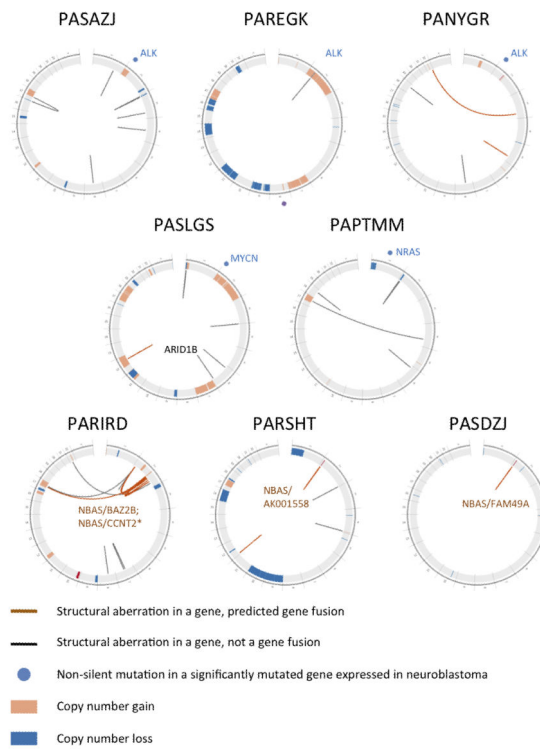 PASAZJ
PAREGK
PANYGR
ALK
ALK
ALK
PASLGS
PAPTMM
MYCN
NRAS
ARID1B
PARIRD
PARSHT
PASDZJ
NBAS/BAZ2B;
NBAS/CCNT2*
NBAS/
AK001558
NBAS/FAM49A
Structural aberration in a gene, predicted gene fusion
Structural aberration in a gene, not a gene fusion
Non-silent mutation in a significantly mutated gene expressed in neuroblastoma
Copy number gain
Copy number loss